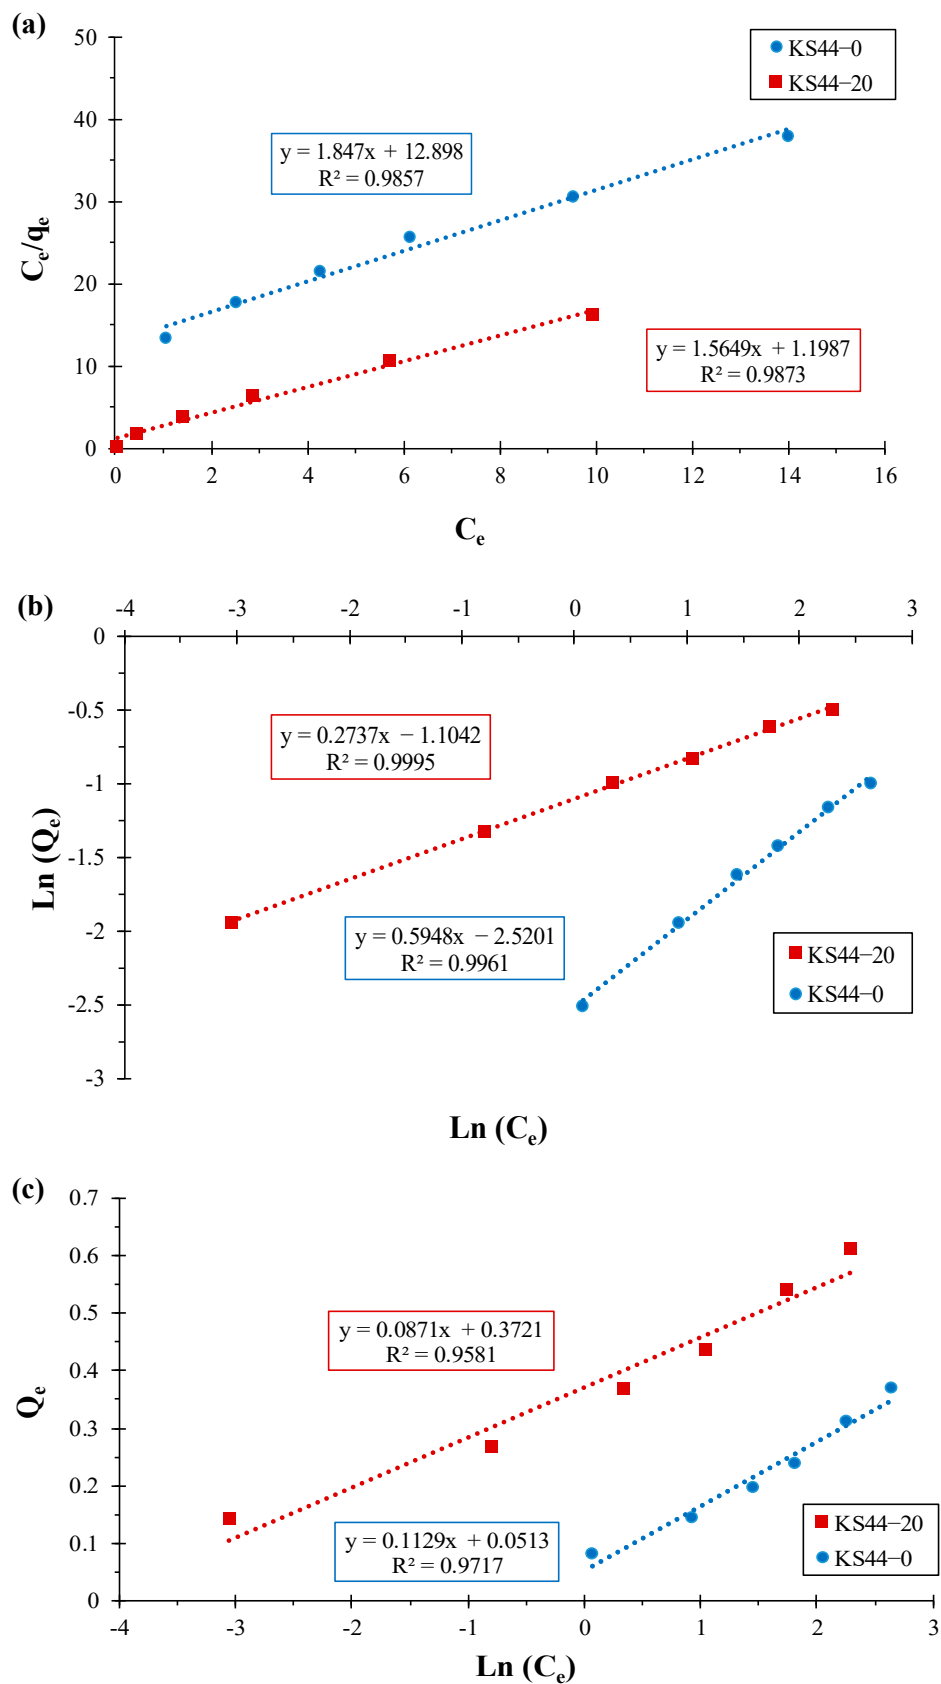 (a)
50
40
30
20
10
0
C_e/q_e
KS44−0
KS44−20
y = 1.847x + 12.898
R² = 0.9857
y = 1.5649x + 1.1987
R² = 0.9873
0 2 4 6 8 10 12 14 16
C_e
(b)
-4 -3 -2 -1 0 1 2 3
0
-0.5
-1
-1.5
-2
-2.5
-3
Ln (Q_e)
y = 0.2737x − 1.1042
R² = 0.9995
y = 0.5948x − 2.5201
R² = 0.9961
KS44−20
KS44−0
Ln (C_e)
(c)
0.7
0.6
0.5
0.4
0.3
0.2
0.1
0
Q_e
y = 0.0871x + 0.3721
R² = 0.9581
y = 0.1129x + 0.0513
R² = 0.9717
KS44−20
KS44−0
-4 -3 -2 -1 0 1 2 3
Ln (C_e)